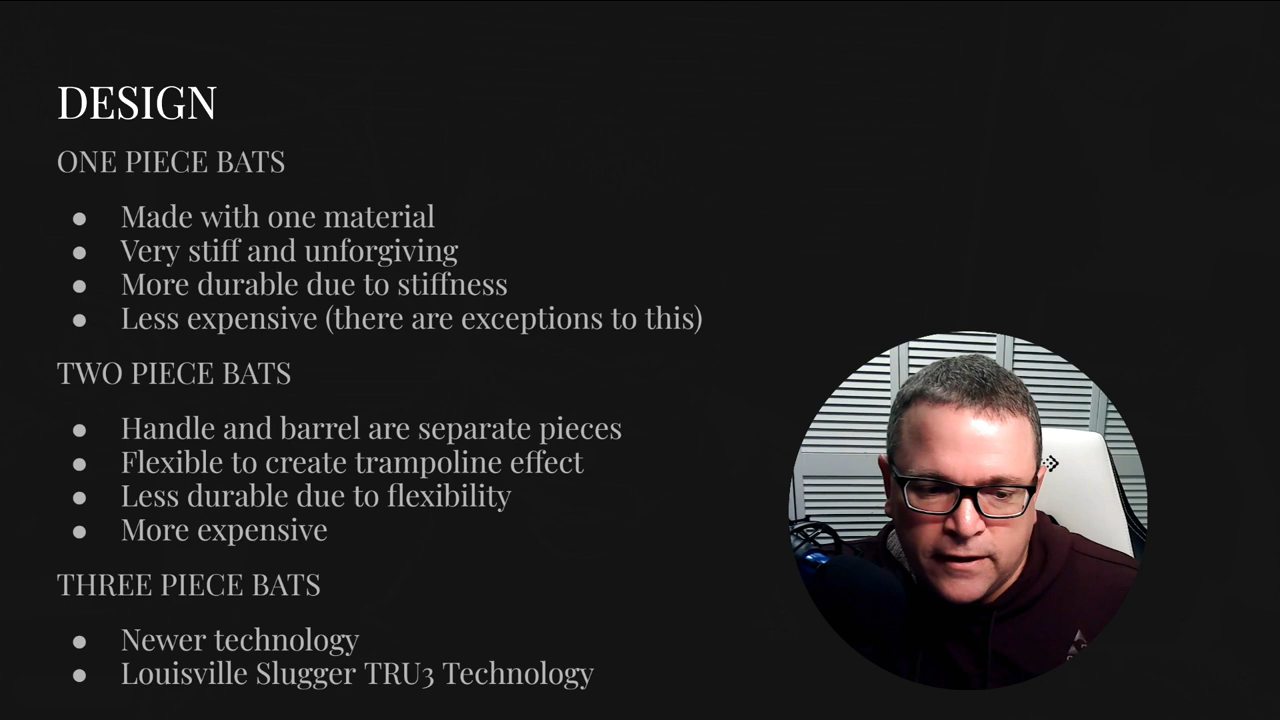 DESIGN
ONE PIECE BATS
● Made with one material
● Very stiff and unforgiving
● More durable due to stiffness
● Less expensive (there are exceptions to this)
TWO PIECE BATS
● Handle and barrel are separate pieces
● Flexible to create trampoline effect
● Less durable due to flexibility
● More expensive
THREE PIECE BATS
● Newer technology
● Louisville Slugger TRU3 Technology